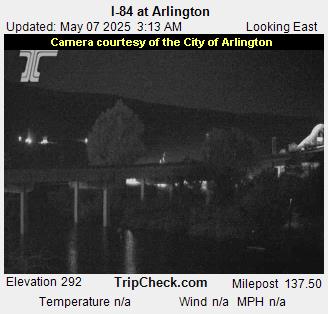 I-84 at Arlington
Updated: May 07 2025 3:13 AM Looking East
Camera courtesy of the City of Arlington
Elevation 292 TripCheck.com Milepost 137.50
Temperature n/a Wind n/a MPH n/a